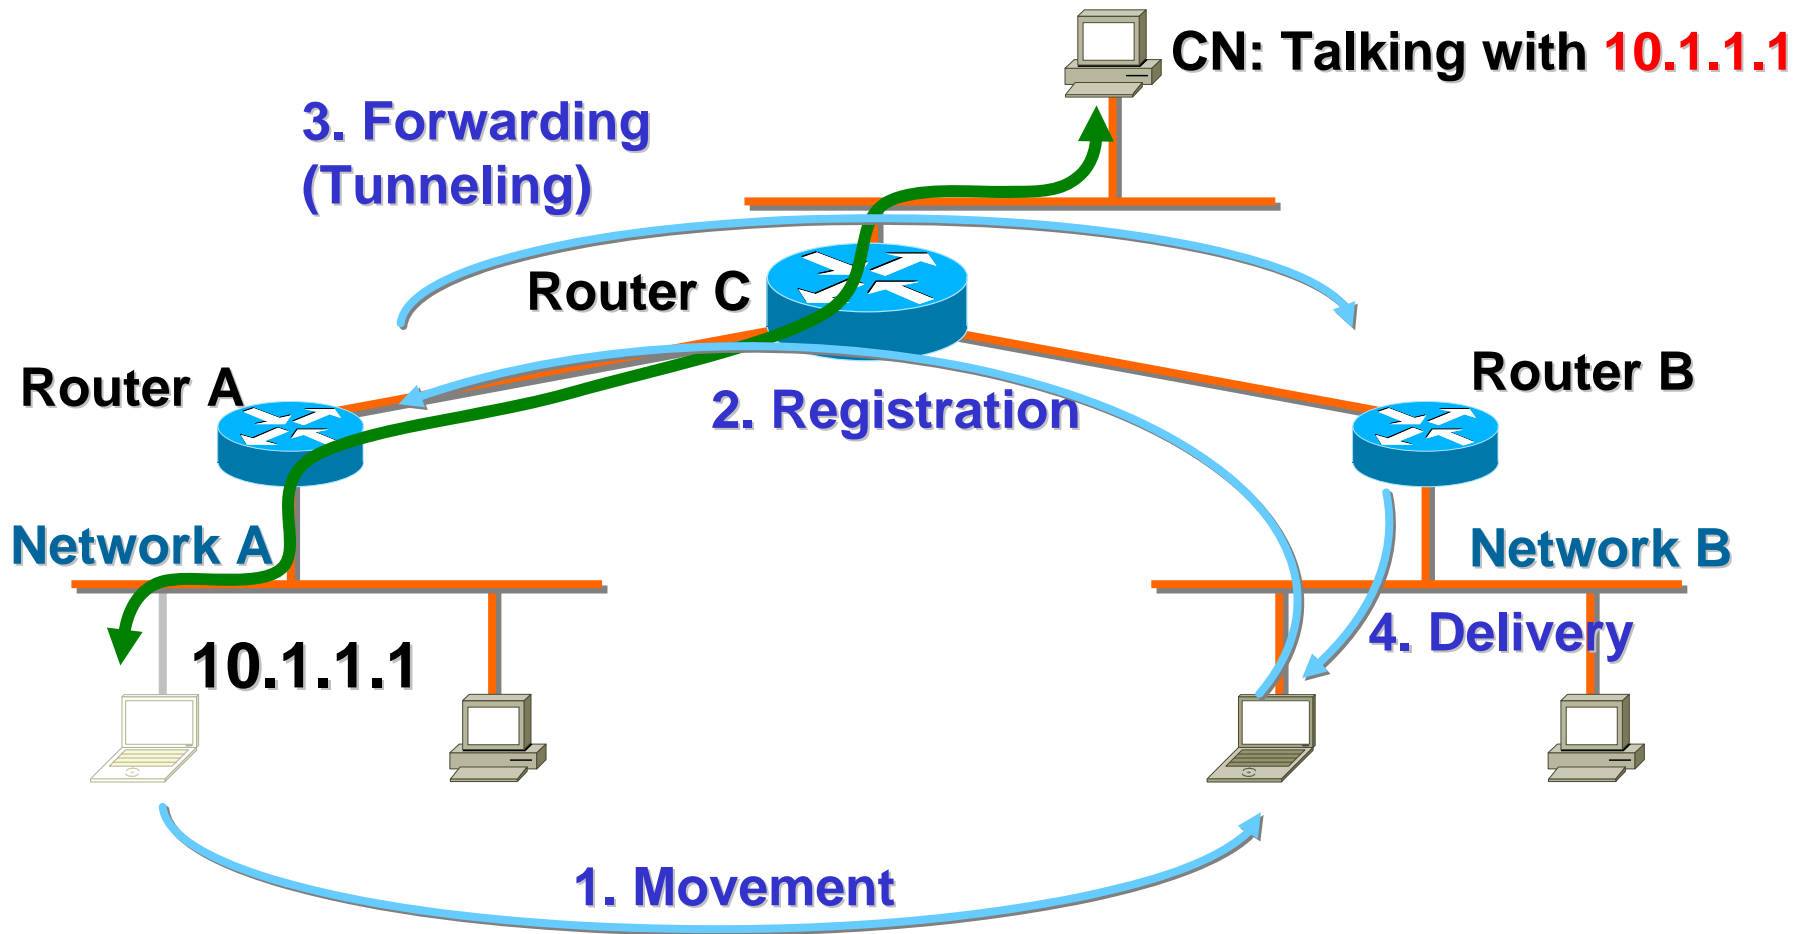 CN: Talking with 10.1.1.1
3. Forwarding
(Tunneling)
Router C
Router A
Router B
2. Registration
Network A
Network B
10.1.1.1
4. Delivery
1. Movement